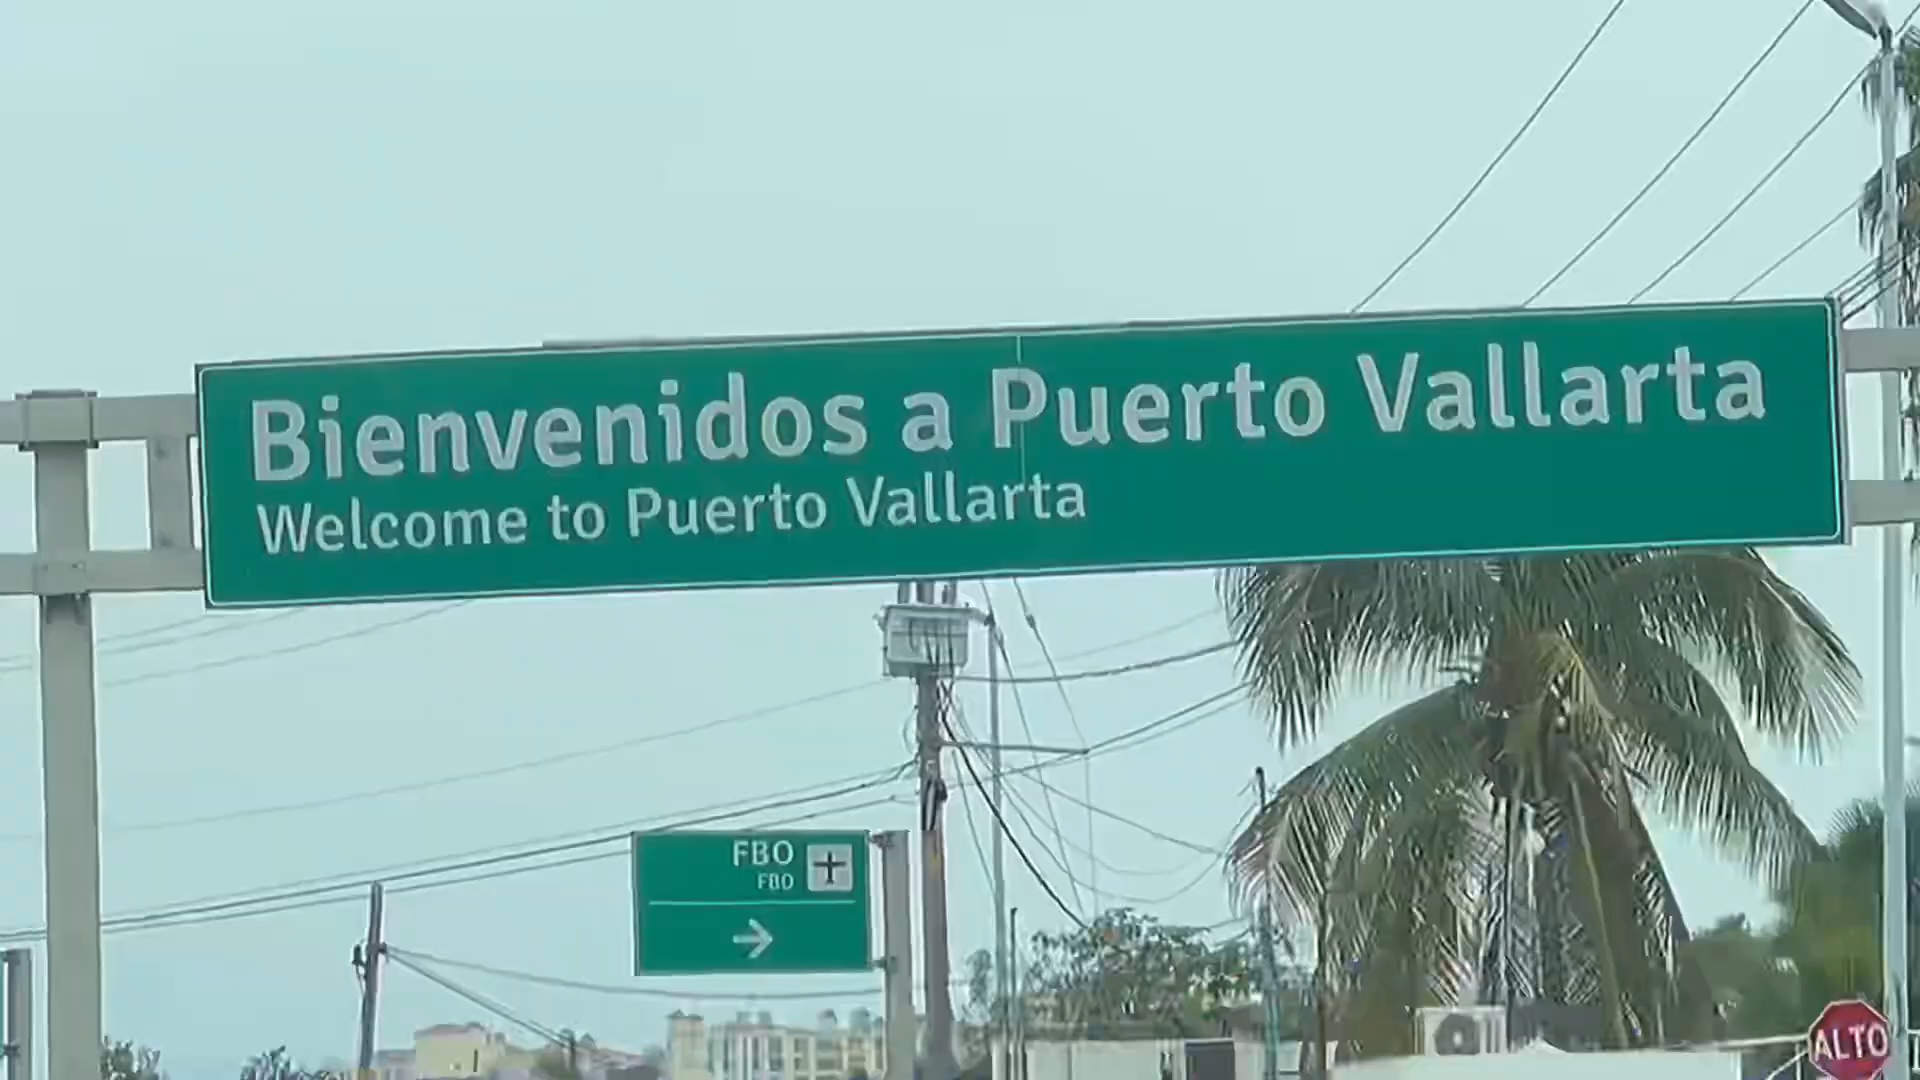 Bienvenidos a Puerto Vallarta
Welcome to Puerto Vallarta
FBO
FBO
ALTO